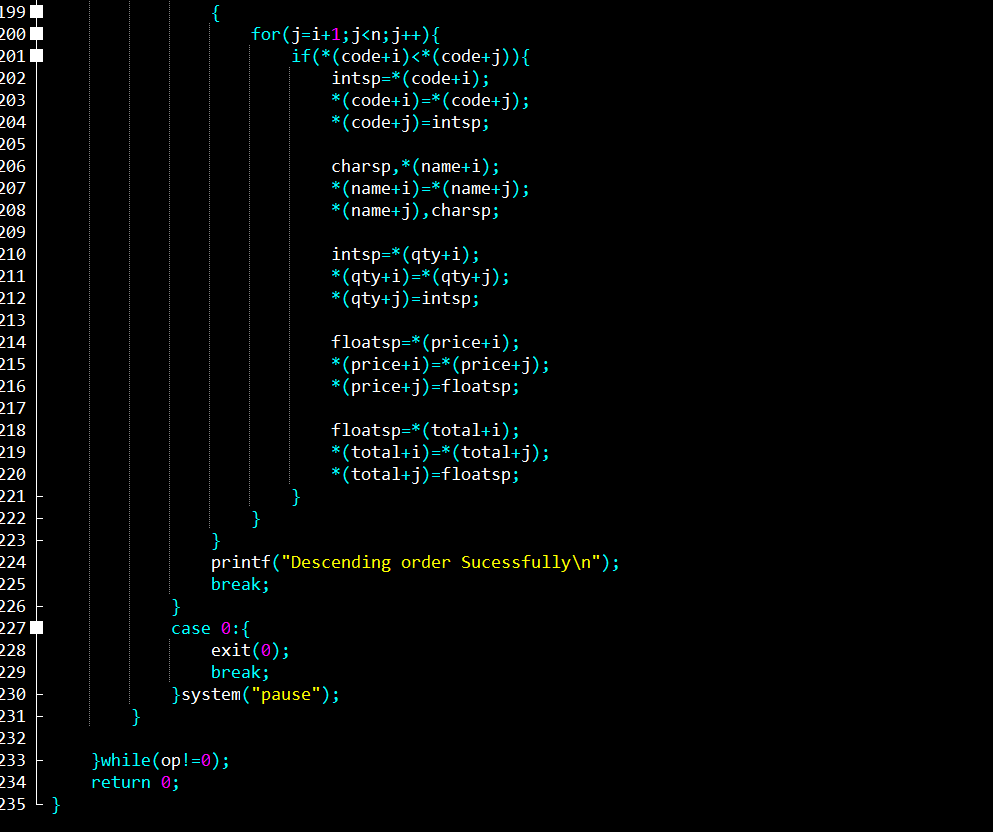 199 {
200 for(j=i+1;j<n;j++){
201 if(*(code+i)<*(code+j)){
202 intsp=*(code+i);
203 *(code+i)=*(code+j);
204 *(code+j)=intsp;
205
206 charsp,*(name+i);
207 *(name+i)=*(name+j);
208 *(name+j),charsp;
209
210 intsp=*(qty+i);
211 *(qty+i)=*(qty+j);
212 *(qty+j)=intsp;
213
214 floatsp=*(price+i);
215 *(price+i)=*(price+j);
216 *(price+j)=floatsp;
217
218 floatsp=*(total+i);
219 *(total+i)=*(total+j);
220 *(total+j)=floatsp;
221 }
222 }
223 }
224 printf("Descending order Sucessfully\n");
225 break;
226 }
227 case 0:{
228 exit(0);
229 break;
230 }system("pause");
231 }
232
233 }while(op!=0);
234 return 0;
235 }